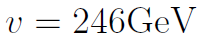 v = 246GeV